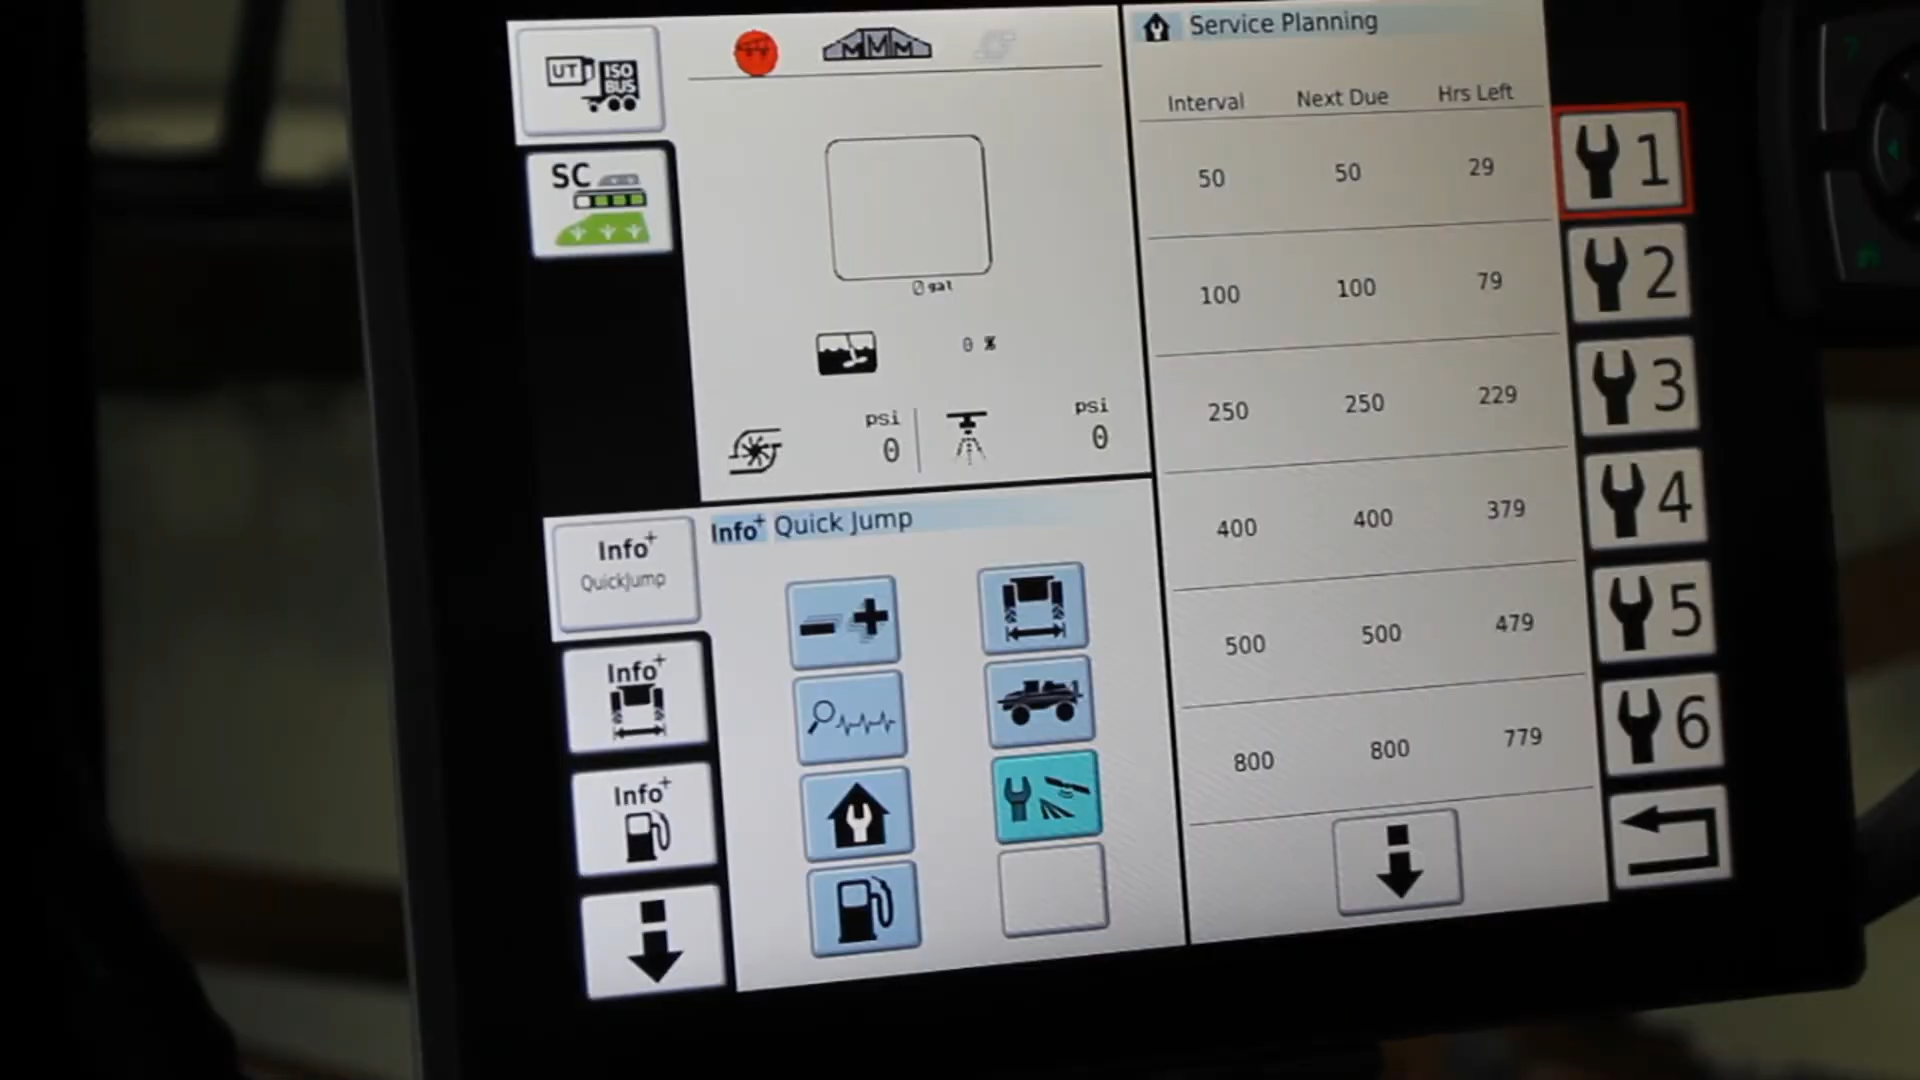 UT
ISO
BUS
SC
0 gal
0 %
psi
0
psi
0
Info+
QuickJump
Info+
Info+
Info+ Quick Jump
Service Planning
Interval Next Due Hrs Left
50 50 29
100 100 79
250 250 229
400 400 379
500 500 479
800 800 779
1
2
3
4
5
6